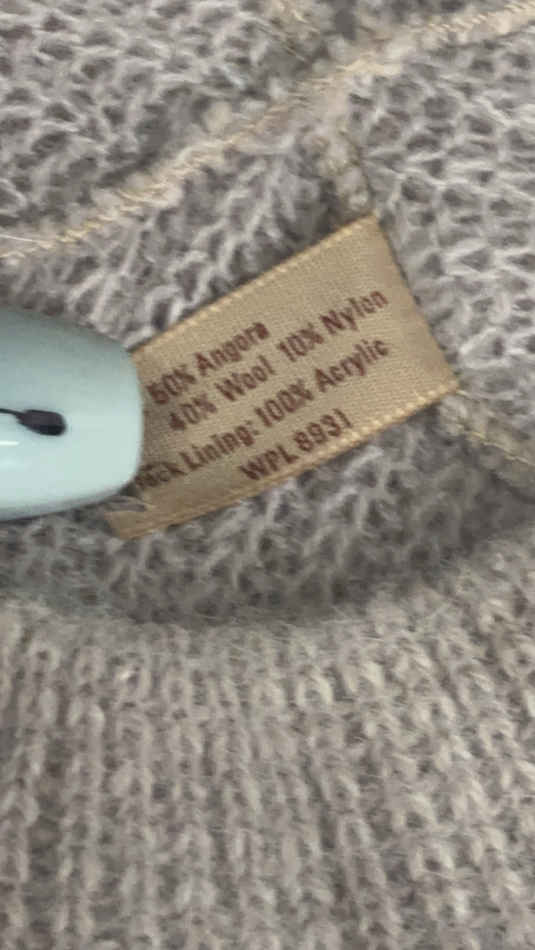 50% Angora
40% Wool 10% Nylon
Lining: 100% Acrylic
WPL 8931